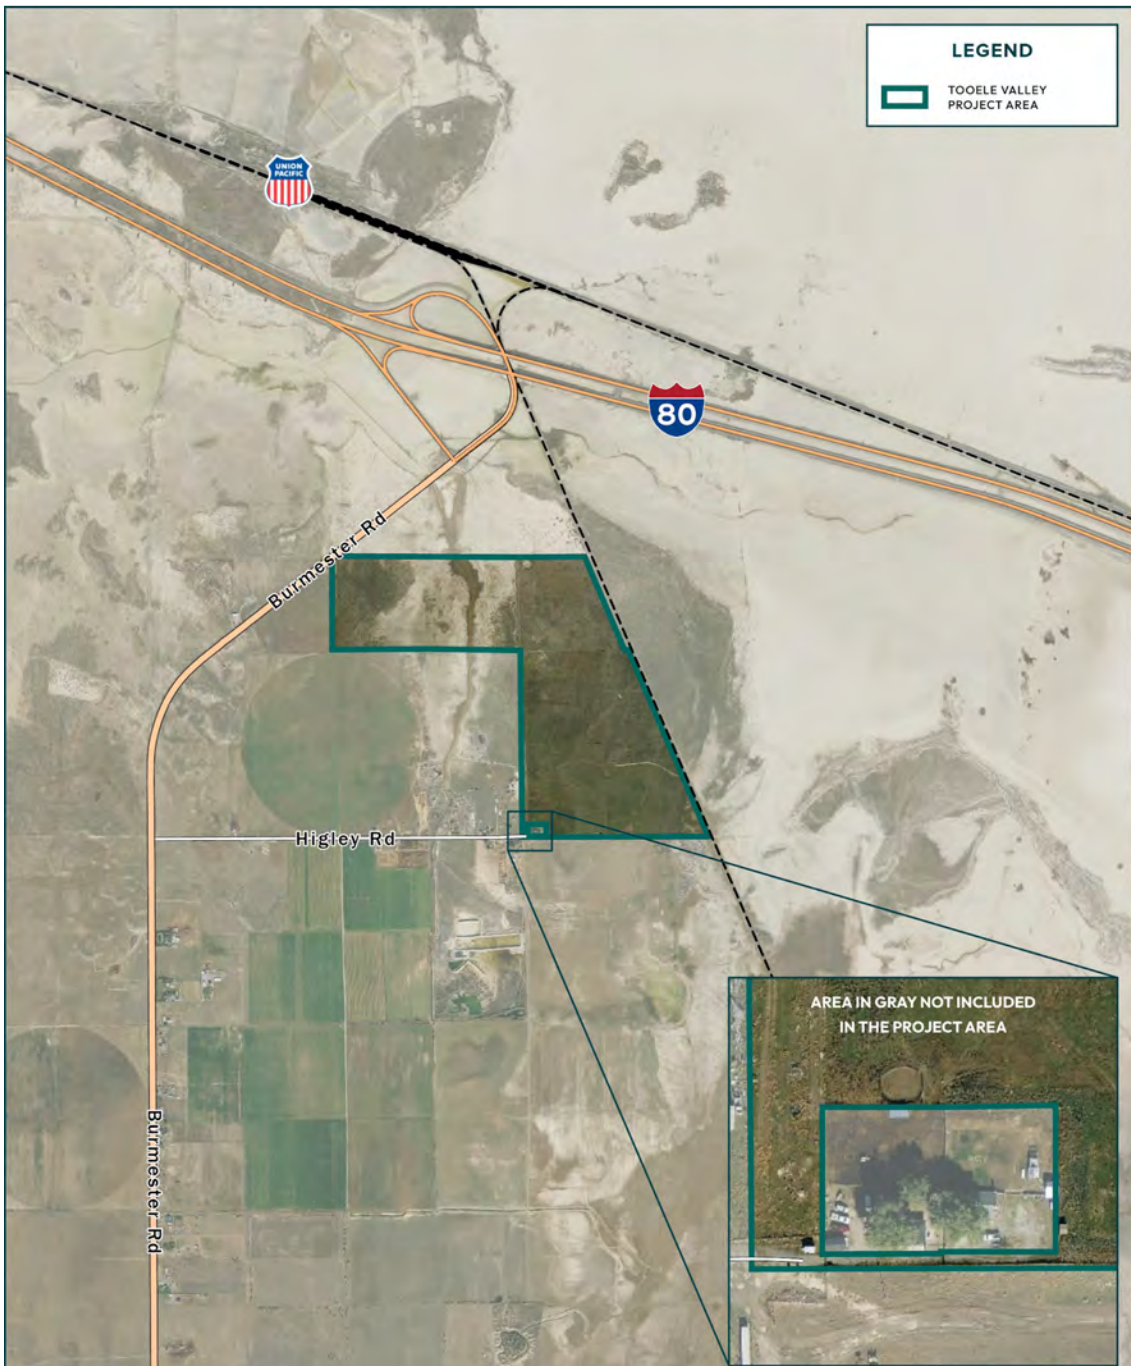 LEGEND
TOOELE VALLEY
PROJECT AREA
UNION
PACIFIC
80
Burmester Rd
Higley Rd
AREA IN GRAY NOT INCLUDED
IN THE PROJECT AREA
Burmester Rd